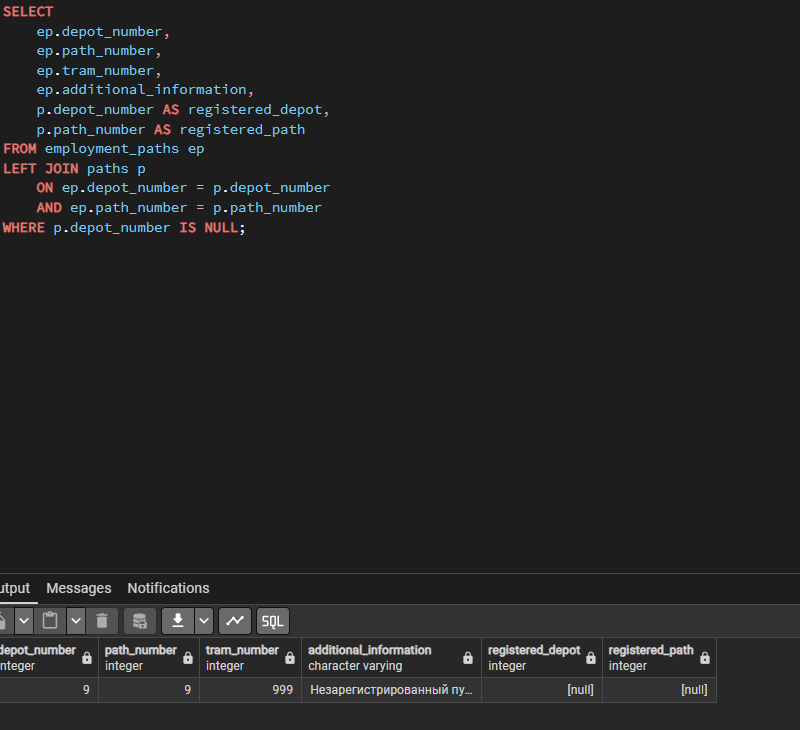 SELECT
ep.depot_number,
ep.path_number,
ep.tram_number,
ep.additional_information,
p.depot_number AS registered_depot,
p.path_number AS registered_path
FROM employment_paths ep
LEFT JOIN paths p
ON ep.depot_number = p.depot_number
AND ep.path_number = p.path_number
WHERE p.depot_number IS NULL;
utput Messages Notifications
SQL
depot_number path_number tram_number additional_information registered_depot registered_path
integer integer integer character varying integer integer
9 9 999 Незарегистрированный пу... [null] [null]